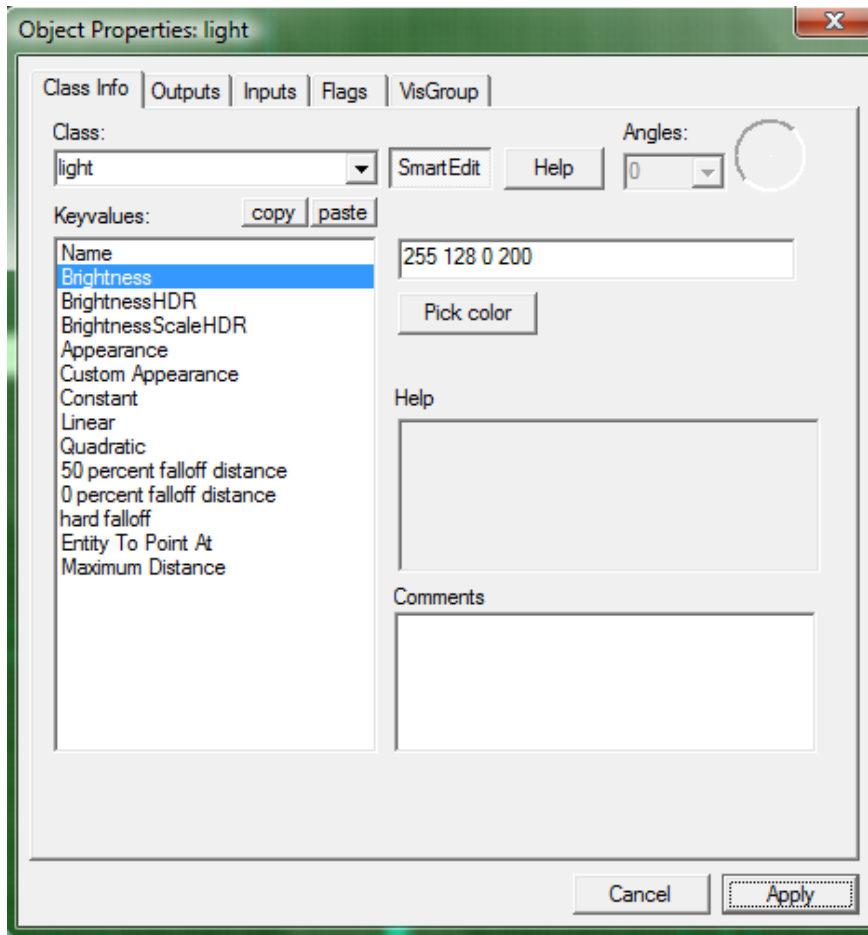 Object Properties: light
X
Class Info Outputs Inputs Flags VisGroup
Class: Angles:
light SmartEdit Help 0
Keyvalues: copy paste
Name
255 128 0 200
Brightness
BrightnessHDR
Pick color
BrightnessScaleHDR
Appearance
Custom Appearance
Constant
Help
Linear
Quadratic
50 percent falloff distance
0 percent falloff distance
hard falloff
Entity To Point At
Maximum Distance
Comments
Cancel Apply